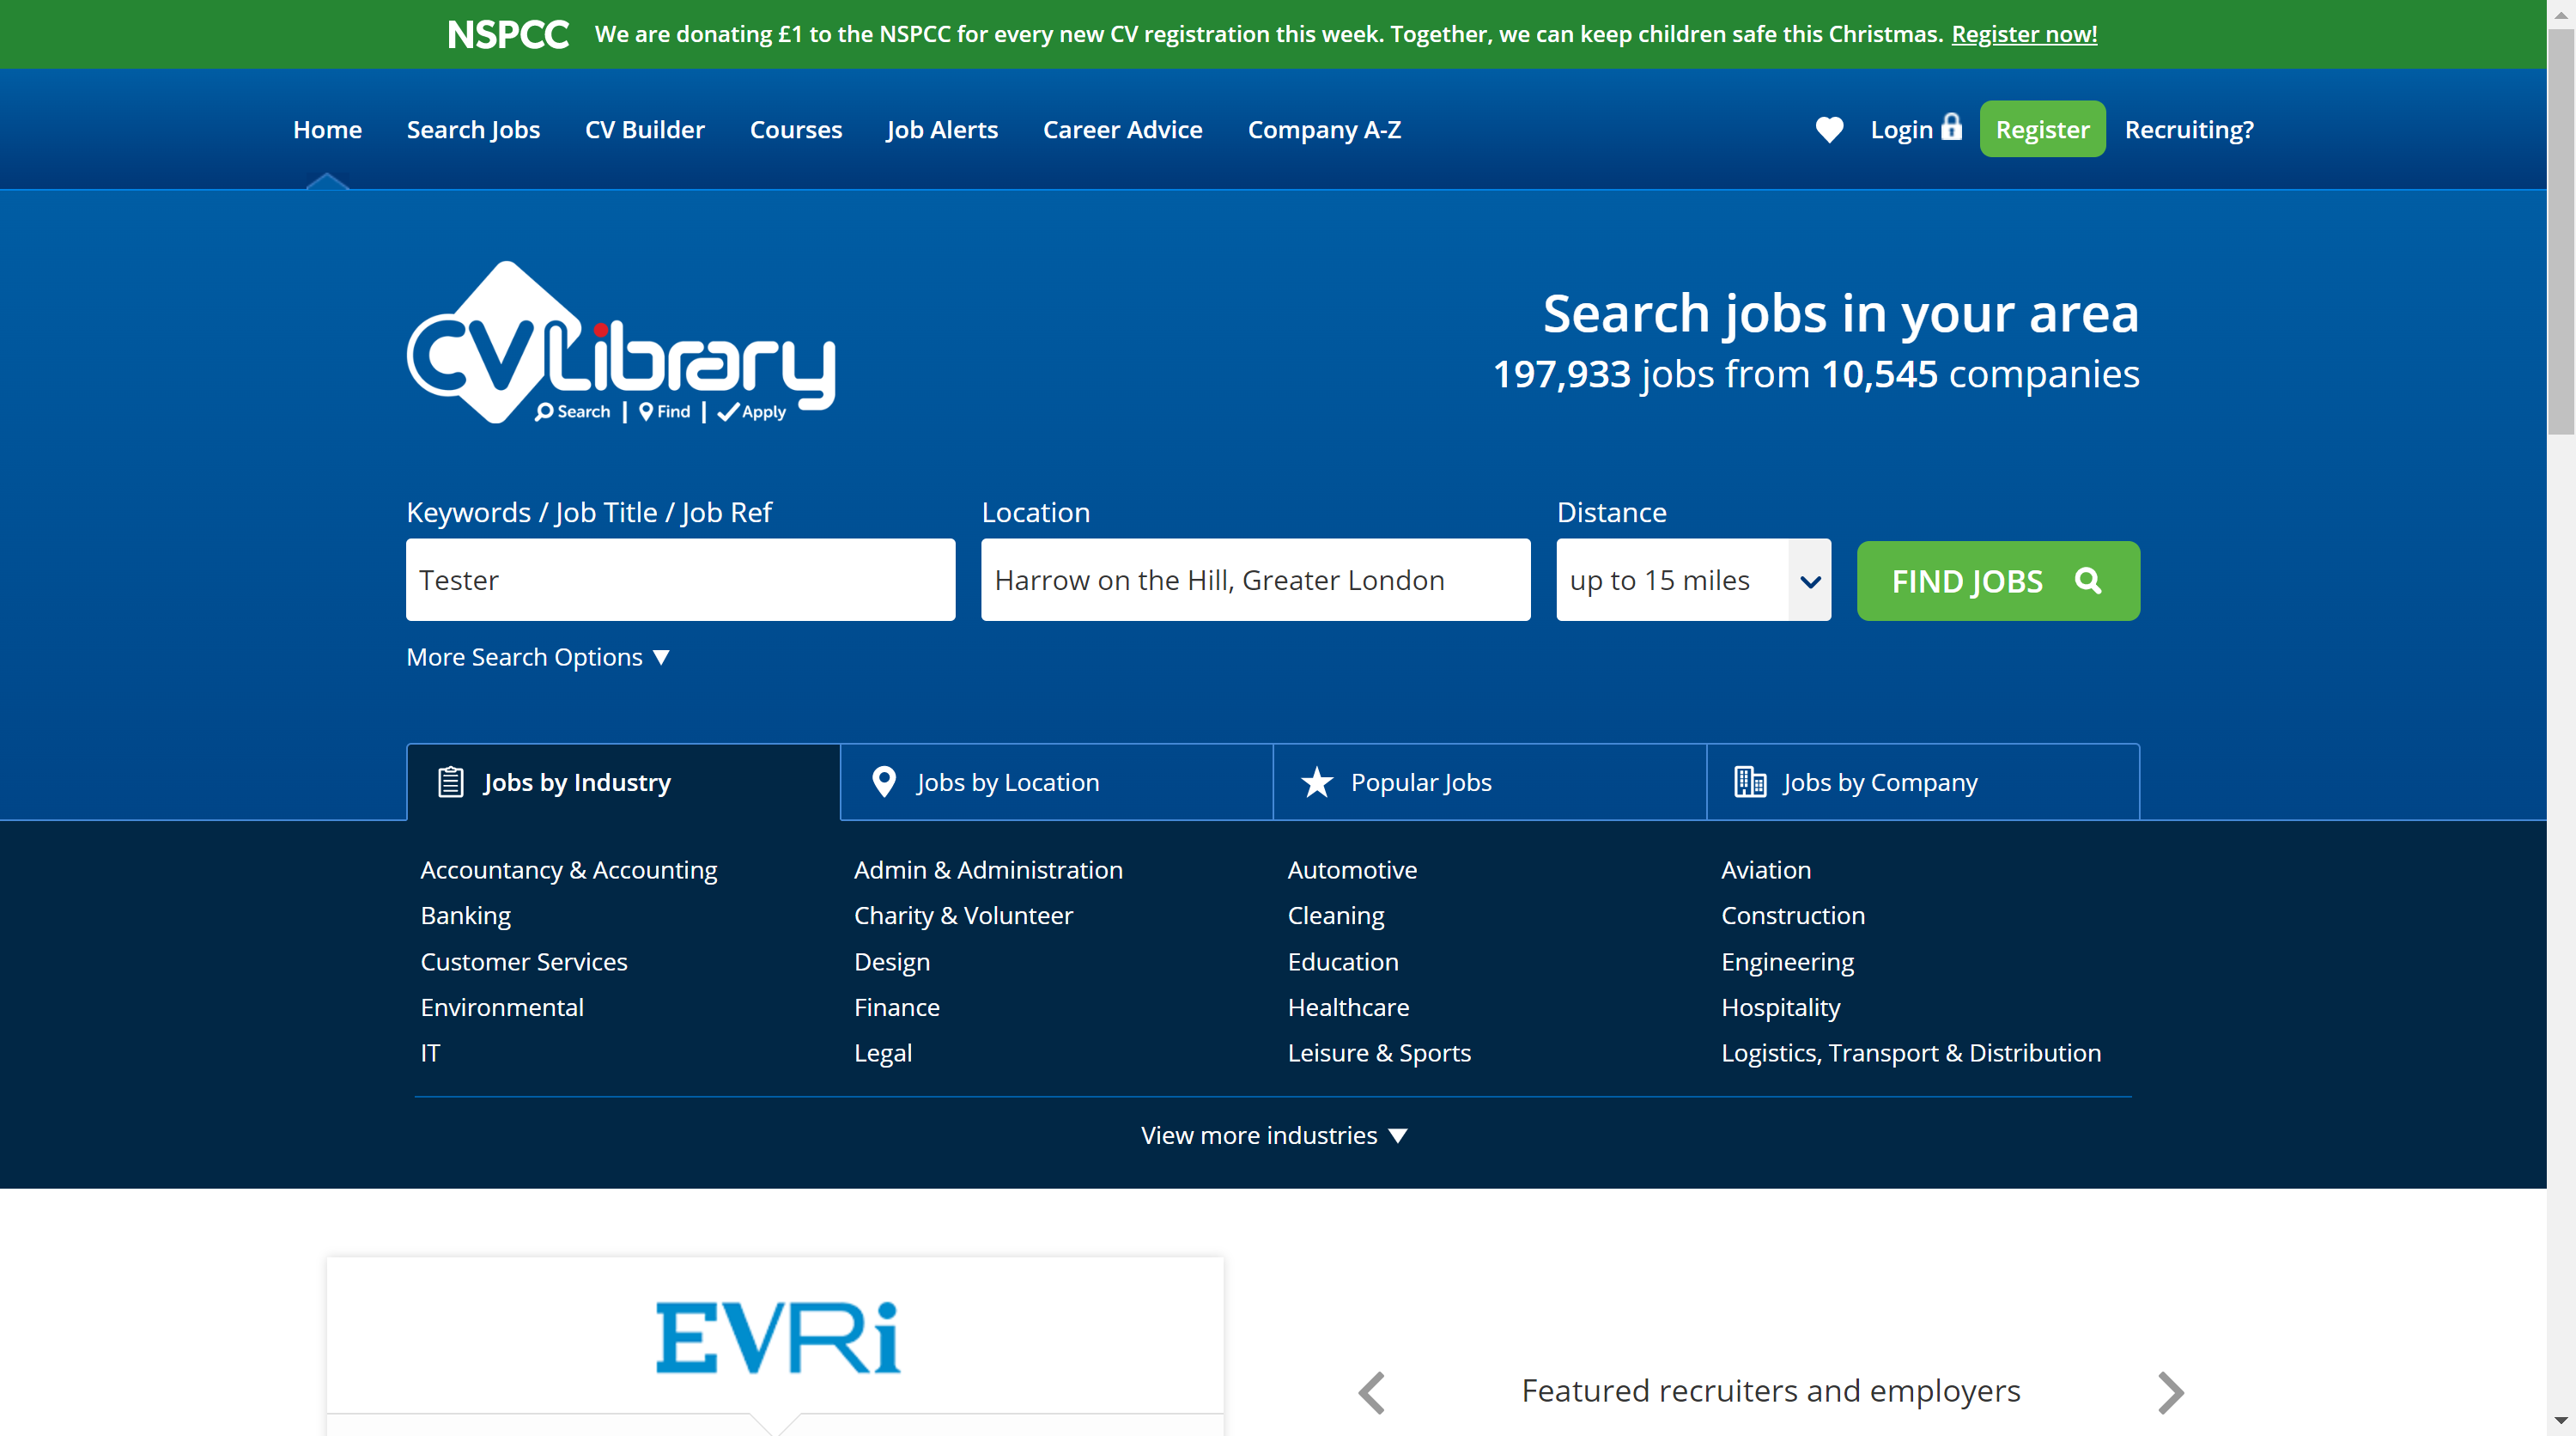 NSPCC We are donating £1 to the NSPCC for every new CV registration this week. Together, we can keep children safe this Christmas. Register now!
Home Search Jobs CV Builder Courses Job Alerts Career Advice Company A-Z Login Register Recruiting?
CV Library
Search | Find | Apply
Search jobs in your area
197,933 jobs from 10,545 companies
Keywords / Job Title / Job Ref Location Distance
Tester Harrow on the Hill, Greater London up to 15 miles FIND JOBS
More Search Options
Jobs by Industry Jobs by Location Popular Jobs Jobs by Company
Accountancy & Accounting Admin & Administration Automotive Aviation
Banking Charity & Volunteer Cleaning Construction
Customer Services Design Education Engineering
Environmental Finance Healthcare Hospitality
IT Legal Leisure & Sports Logistics, Transport & Distribution
View more industries
EVRi
Featured recruiters and employers